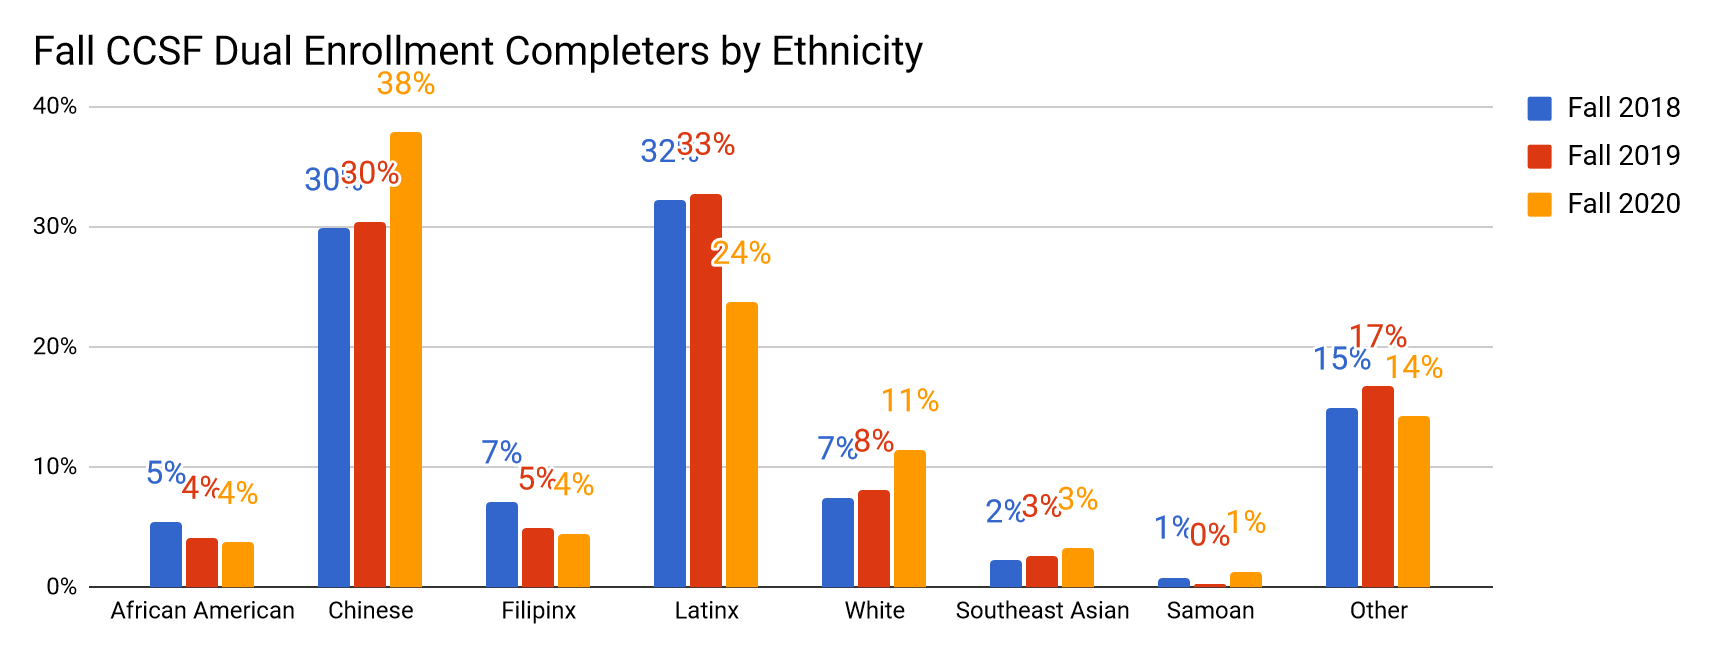 Fall CCSF Dual Enrollment Completers by Ethnicity
40%
30%
20%
10%
0%
5%
4%
4%
30%
30%
38%
7%
5%
4%
32%
33%
24%
7%
8%
11%
2%
3%
3%
1%
0%
1%
15%
17%
14%
African American
Chinese
Filipinx
Latinx
White
Southeast Asian
Samoan
Other
Fall 2018
Fall 2019
Fall 2020